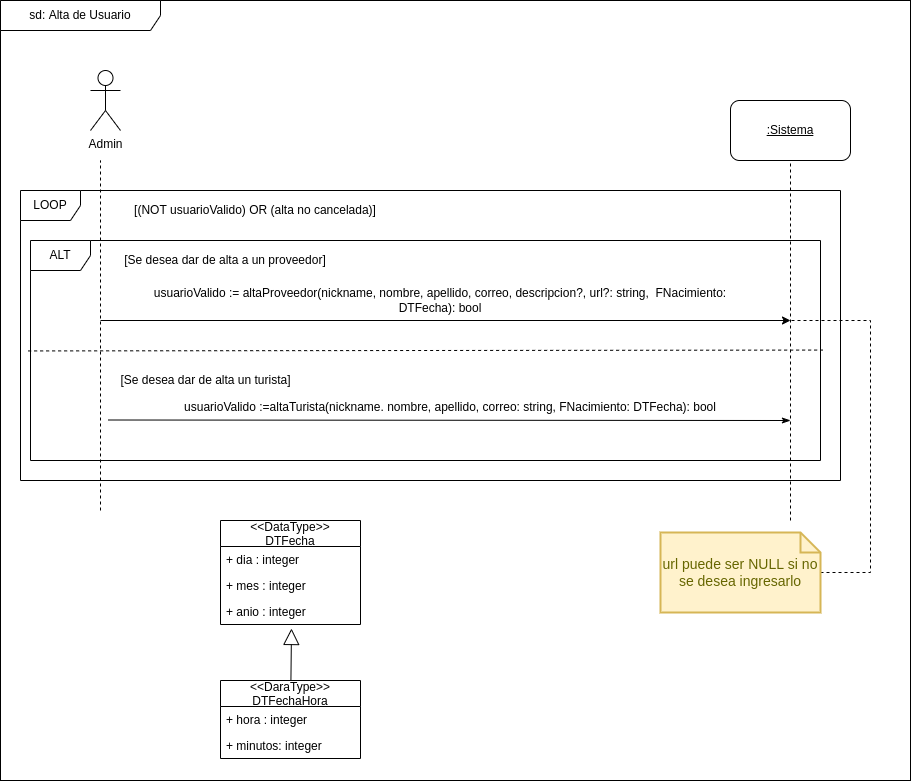 sd: Alta de Usuario
Admin
:Sistema
LOOP
[(NOT usuarioValido) OR (alta no cancelada)]
ALT
[Se desea dar de alta a un proveedor]
usuarioValido := altaProveedor(nickname, nombre, apellido, correo, descripcion?, url?: string, FNacimiento:
DTFecha): bool
[Se desea dar de alta un turista]
usuarioValido :=altaTurista(nickname. nombre, apellido, correo: string, FNacimiento: DTFecha): bool
<<DataType>>
DTFecha
+ dia : integer
+ mes : integer
+ anio : integer
url puede ser NULL si no
se desea ingresarlo
<<DaraType>>
DTFechaHora
+ hora : integer
+ minutos: integer